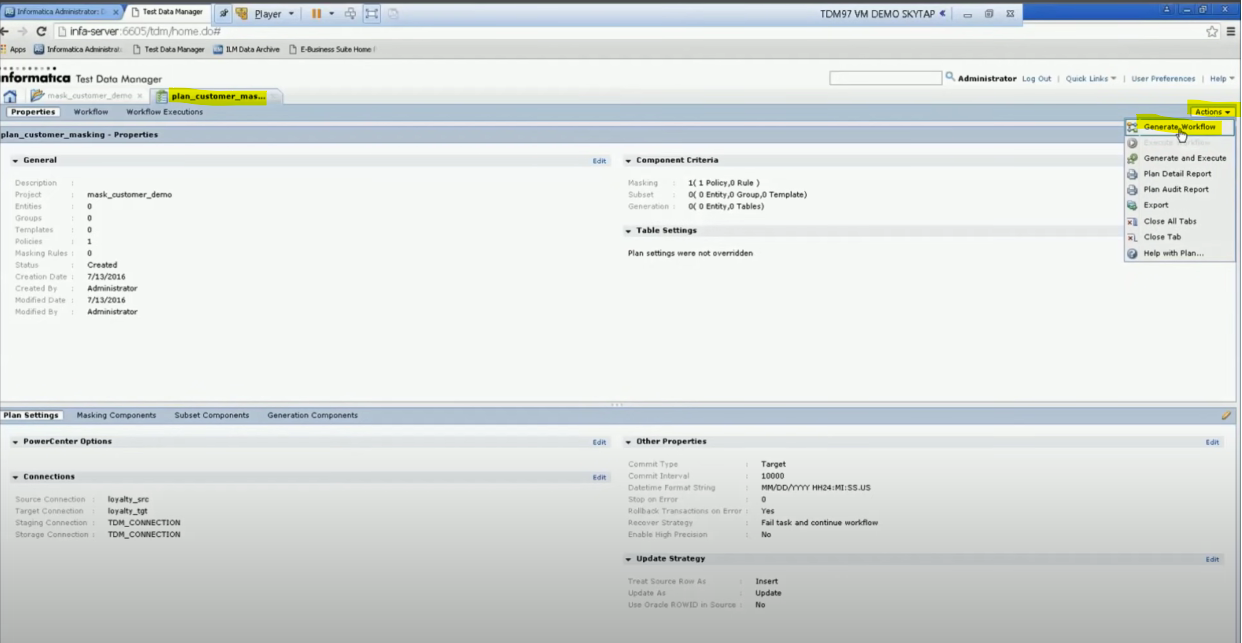 Informatica Administrator: D
Test Data Manager
Player
TDM97 VM DEMO SKYTAP
infa-server:6605/tdm/home.do#
Apps Informatica Administrat Test Data Manager ILM Data Archive E-Business Suite Home
nformatica Test Data Manager
Administrator Log Out | Quick Links | User Preferences | Help
mask_customer_demo
plan_customer_mas...
Properties Workflow Workflow Executions
Actions
plan_customer_masking - Properties
Generate Workflow
Execute Workflow
Generate and Execute
Plan Detail Report
Plan Audit Report
Export
Close All Tabs
Close Tab
Help with Plan...
General Edit
Description :
Project : mask_customer_demo
Entities : 0
Groups : 0
Templates : 0
Policies : 1
Masking Rules : 0
Status : Created
Creation Date : 7/13/2016
Created By : Administrator
Modified Date : 7/13/2016
Modified By : Administrator
Component Criteria
Masking : 1( 1 Policy,0 Rule )
Subset : 0( 0 Entity,0 Group,0 Template)
Generation : 0( 0 Entity,0 Tables)
Table Settings
Plan settings were not overridden
Plan Settings Masking Components Subset Components Generation Components
PowerCenter Options Edit
Connections Edit
Source Connection : loyalty_src
Target Connection : loyalty_tgt
Staging Connection : TDM_CONNECTION
Storage Connection : TDM_CONNECTION
Other Properties Edit
Commit Type : Target
Commit Interval : 10000
Datetime Format String : MM/DD/YYYY HH24:MI:SS.US
Stop on Error : 0
Rollback Transactions on Error : Yes
Recover Strategy : Fail task and continue workflow
Enable High Precision : No
Update Strategy Edit
Treat Source Row As : Insert
Update As : Update
Use Oracle ROWID in Source : No